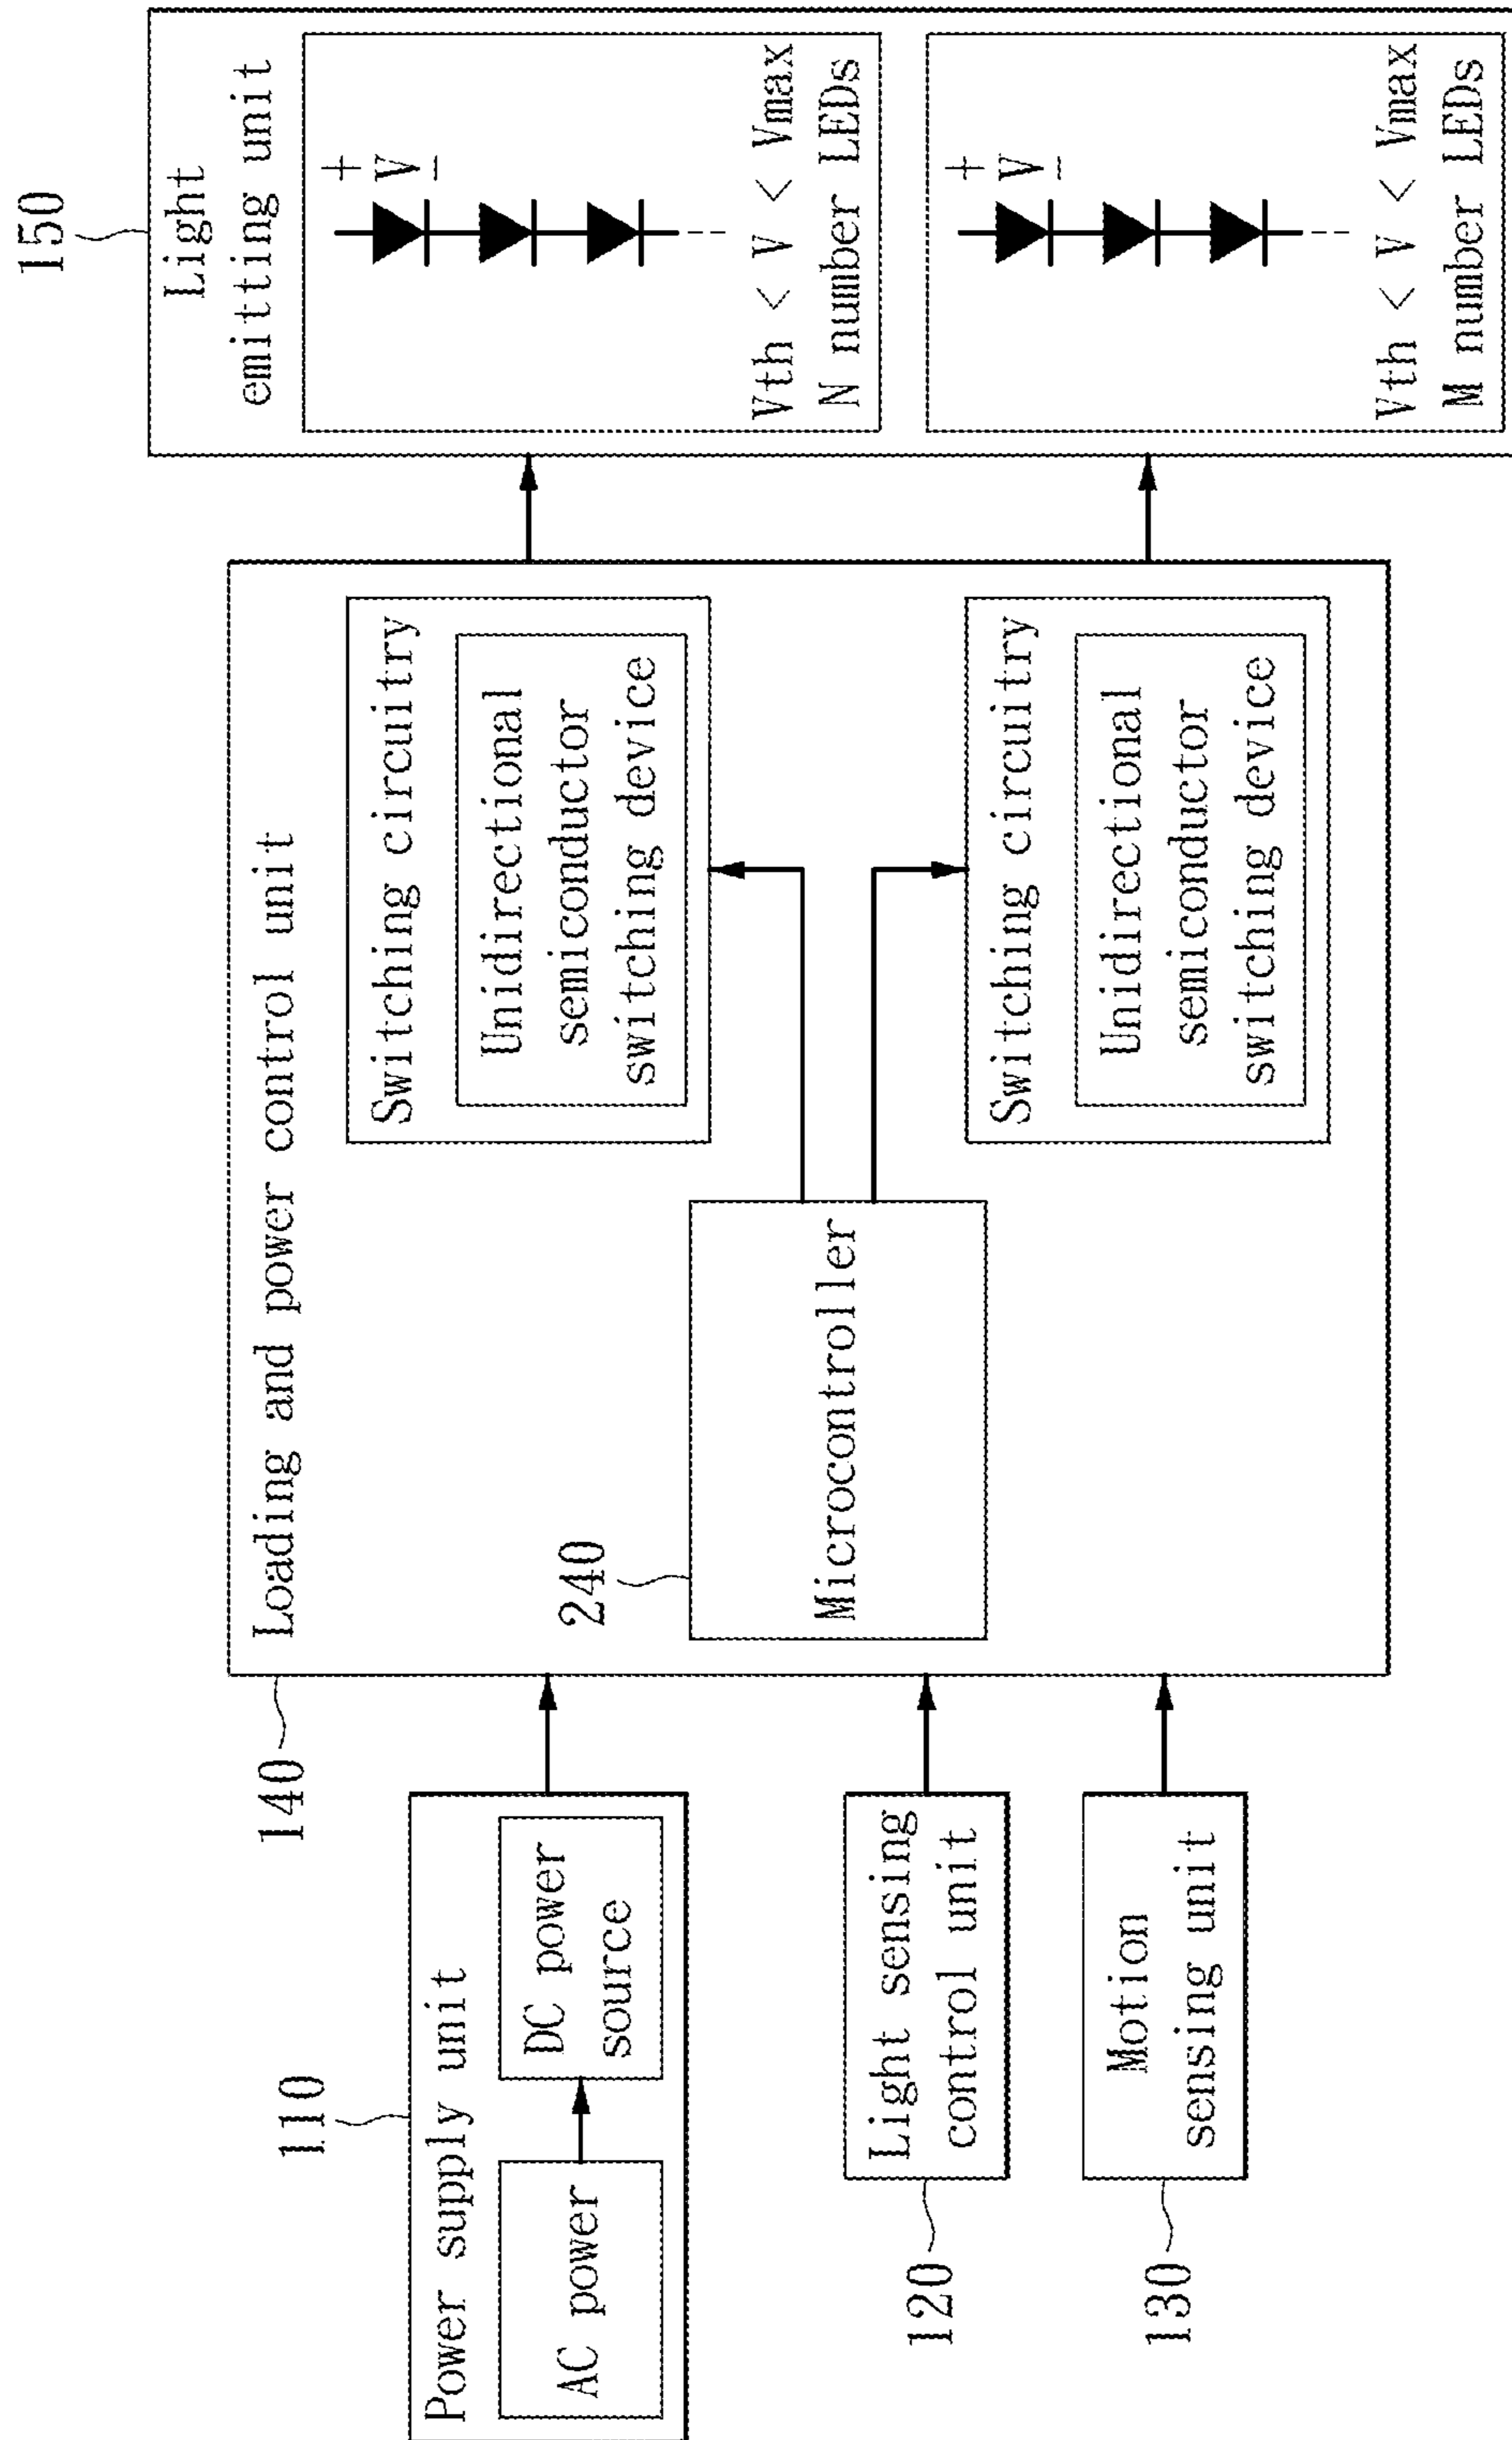 110
Power supply unit
AC power
DC power
source
120
Light sensing
control unit
130
Motion
sensing unit
140
Loading and power control unit
240
Microcontroller
Switching circuitry
Unidirectional
semiconductor
switching device
Switching circuitry
Unidirectional
semiconductor
switching device
150
Light
emitting unit
+
V
-
Vth < V < Vmax
N number LEDs
+
V
-
Vth < V < Vmax
M number LEDs